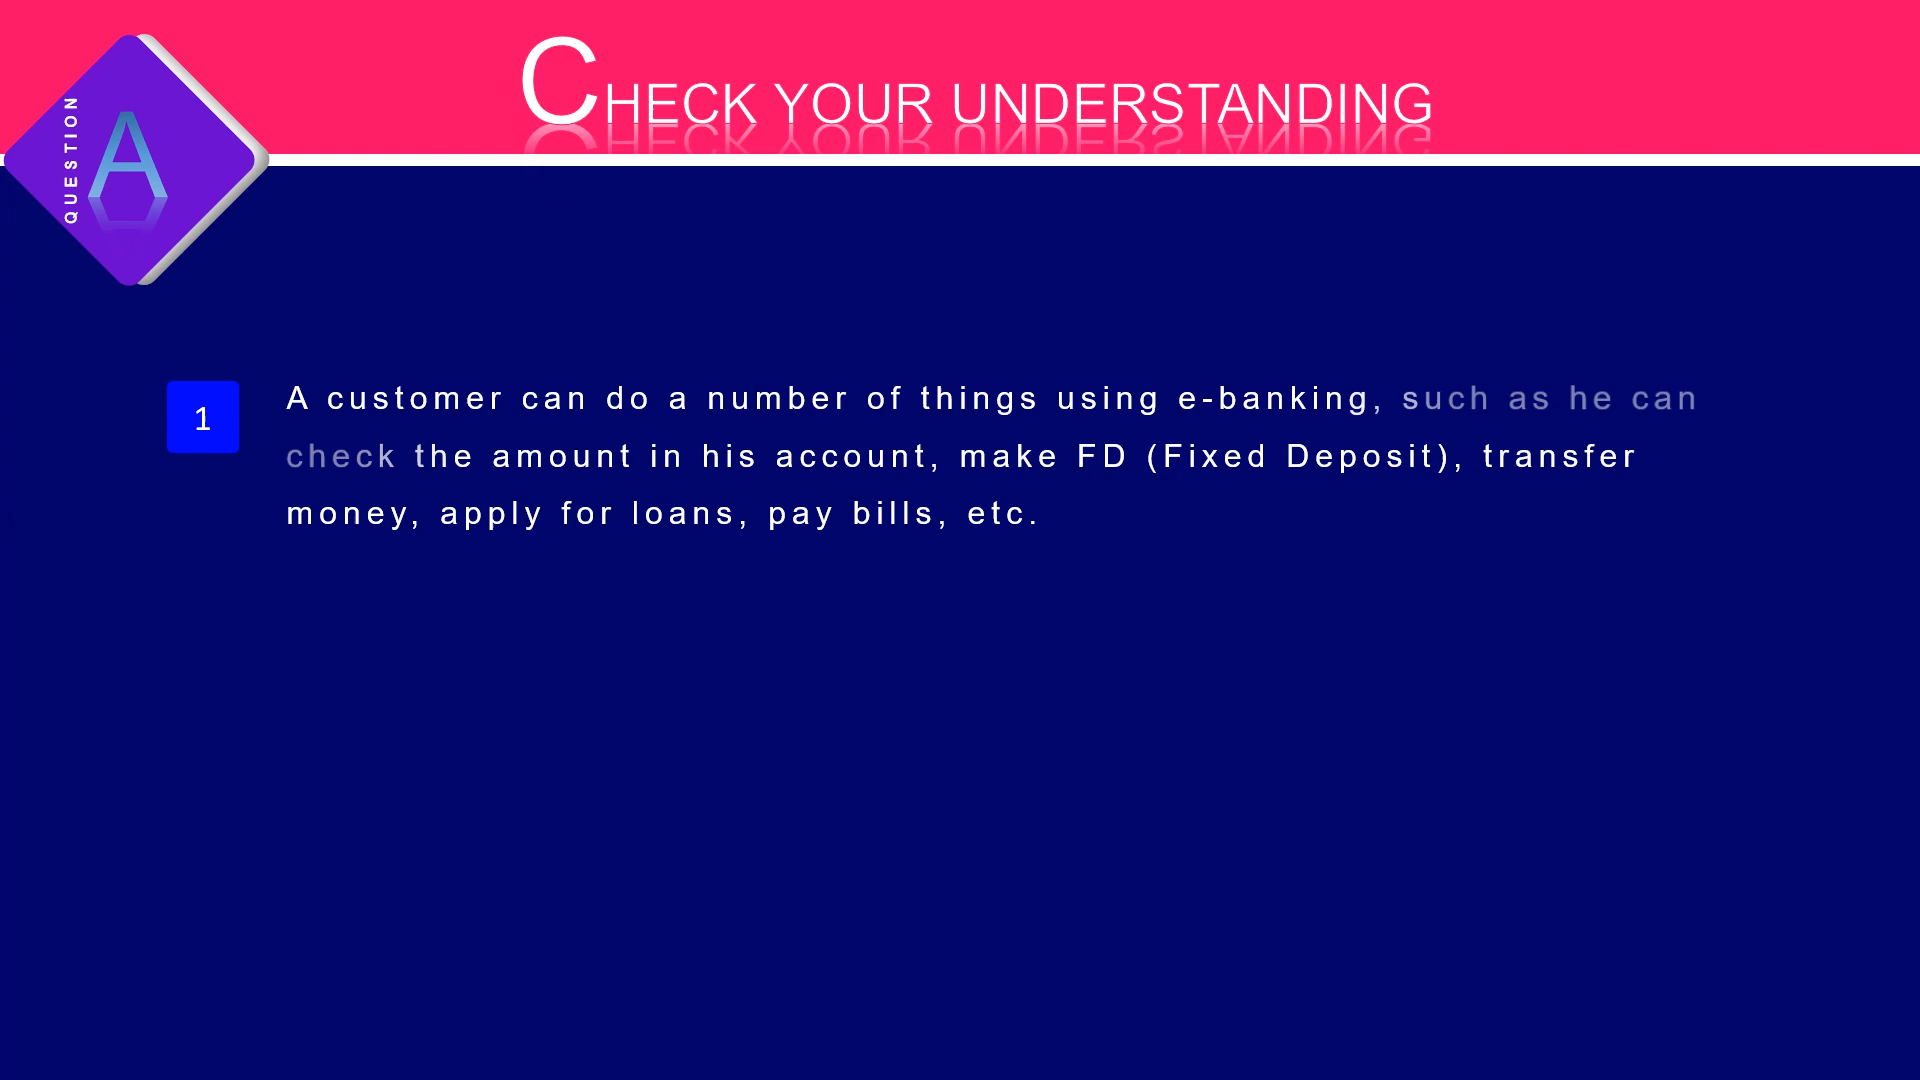 CHECK YOUR UNDERSTANDING
QUESTION
A
1
A customer can do a number of things using e-banking, such as he can
check the amount in his account, make FD (Fixed Deposit), transfer
money, apply for loans, pay bills, etc.